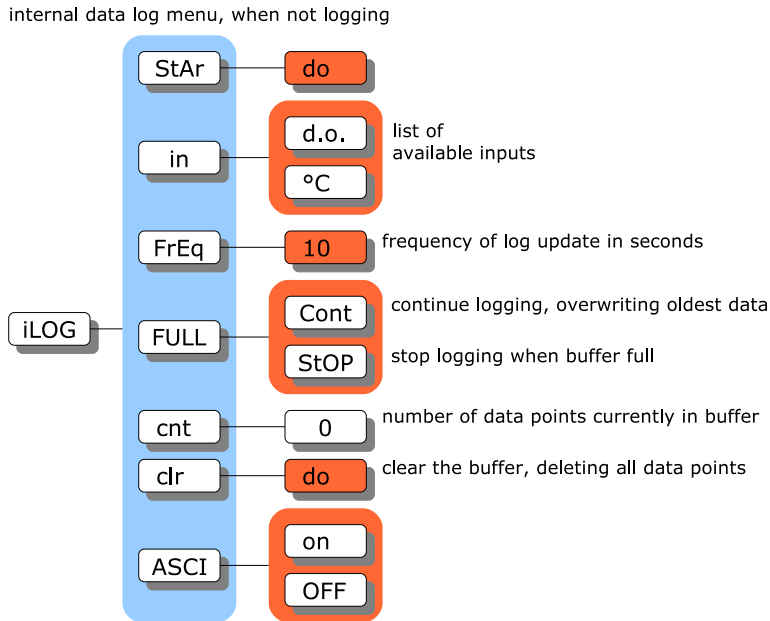 internal data log menu, when not logging
StAr
do
in
d.o.
°C
list of
available inputs
FrEq
10
frequency of log update in seconds
iLOG
FULL
Cont
continue logging, overwriting oldest data
StOP
stop logging when buffer full
cnt
0
number of data points currently in buffer
clr
do
clear the buffer, deleting all data points
ASCI
on
OFF